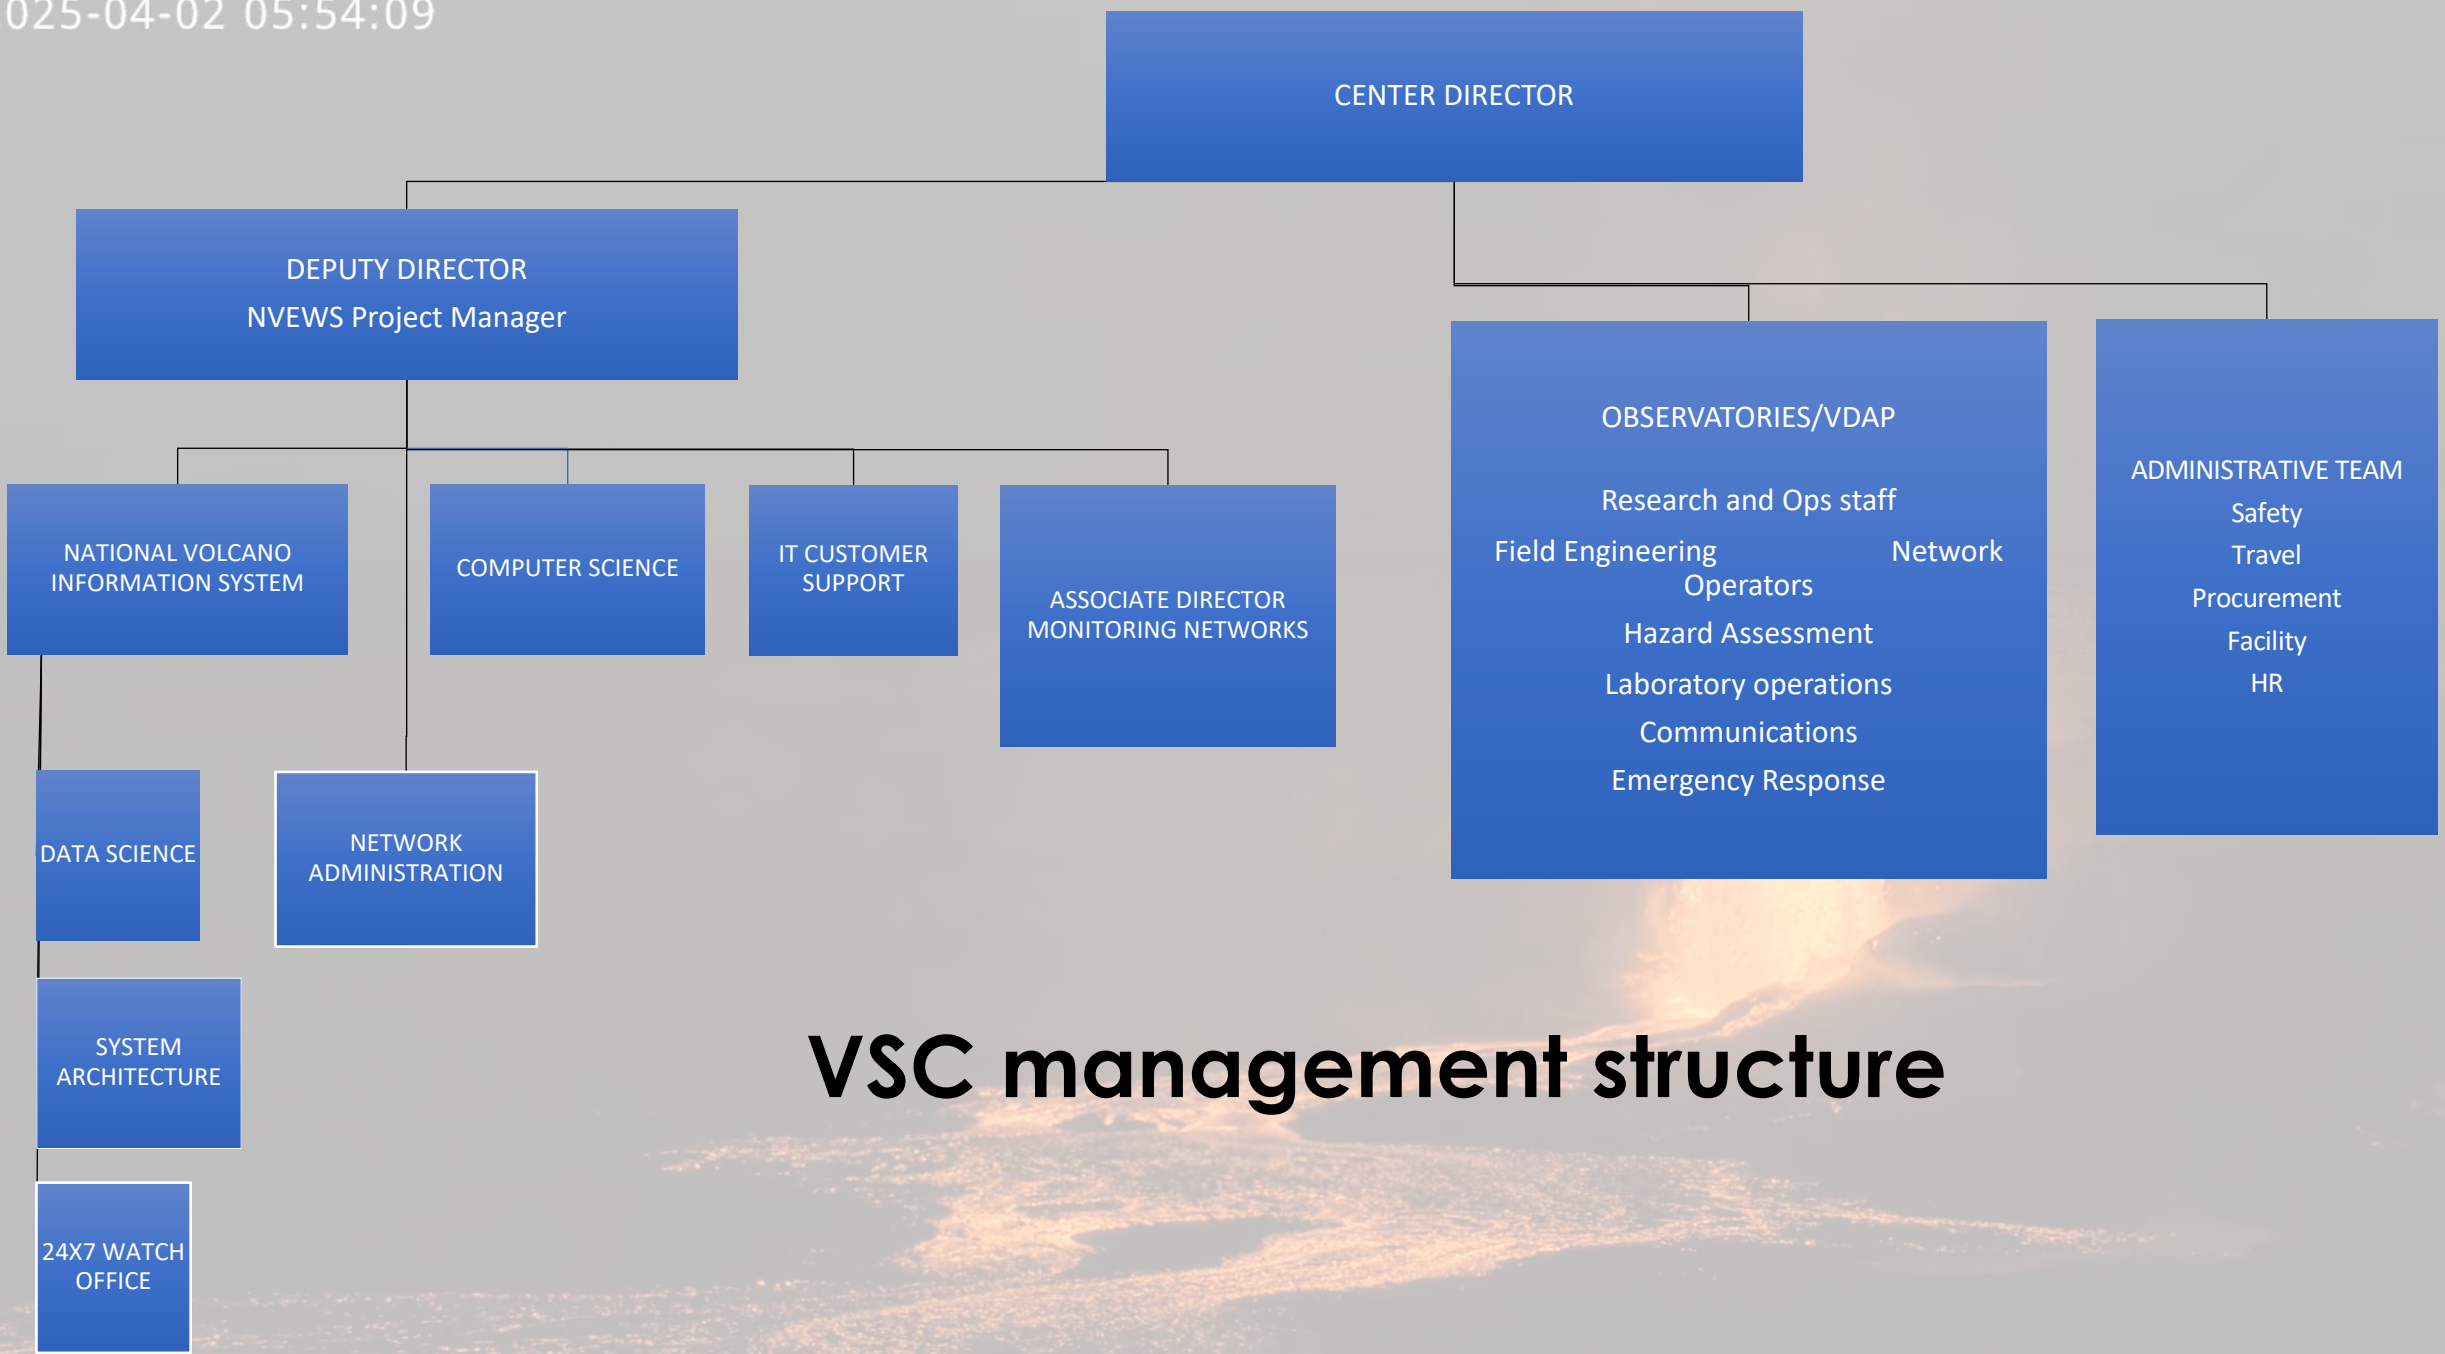 025-04-02 05:54:09
CENTER DIRECTOR
DEPUTY DIRECTOR
NVEWS Project Manager
NATIONAL VOLCANO
INFORMATION SYSTEM
COMPUTER SCIENCE
IT CUSTOMER
SUPPORT
ASSOCIATE DIRECTOR
MONITORING NETWORKS
OBSERVATORIES/VDAP
Research and Ops staff
Field Engineering Network
Operators
Hazard Assessment
Laboratory operations
Communications
Emergency Response
ADMINISTRATIVE TEAM
Safety
Travel
Procurement
Facility
HR
DATA SCIENCE
NETWORK
ADMINISTRATION
SYSTEM
ARCHITECTURE
24X7 WATCH
OFFICE
VSC management structure